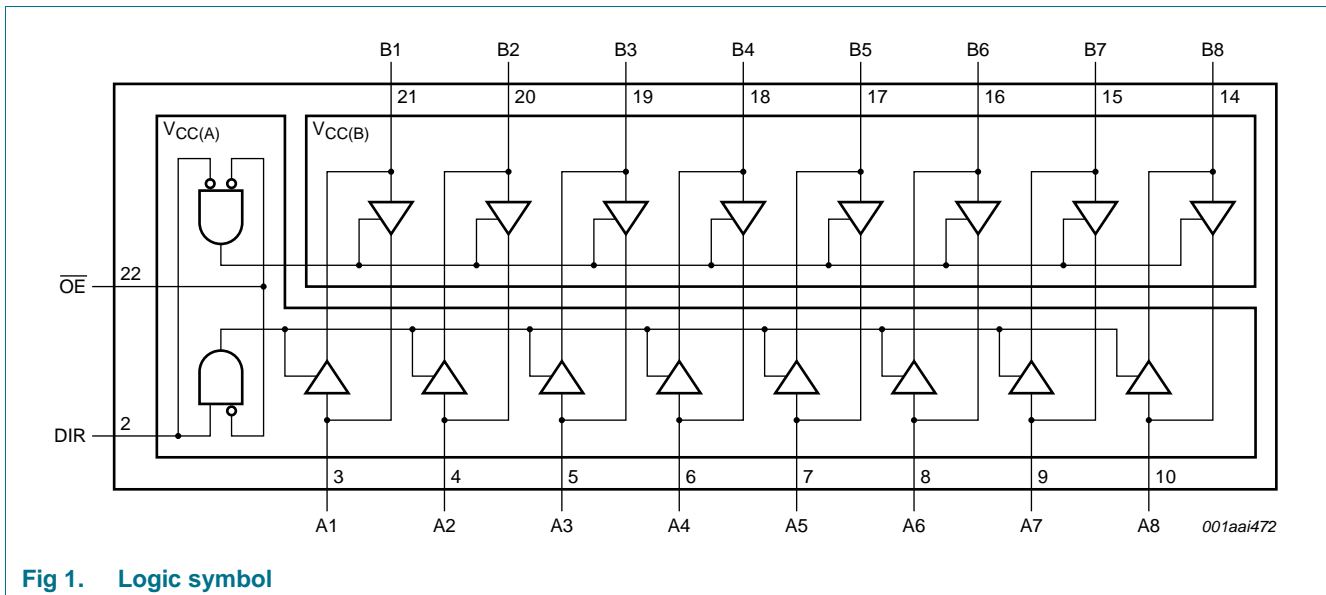 B1 B2 B3 B4 B5 B6 B7 B8
21 20 19 18 17 16 15 14
VCC(A) VCC(B)
OE 22
DIR 2
3 4 5 6 7 8 9 10
A1 A2 A3 A4 A5 A6 A7 A8 001aai472
Fig 1. Logic symbol